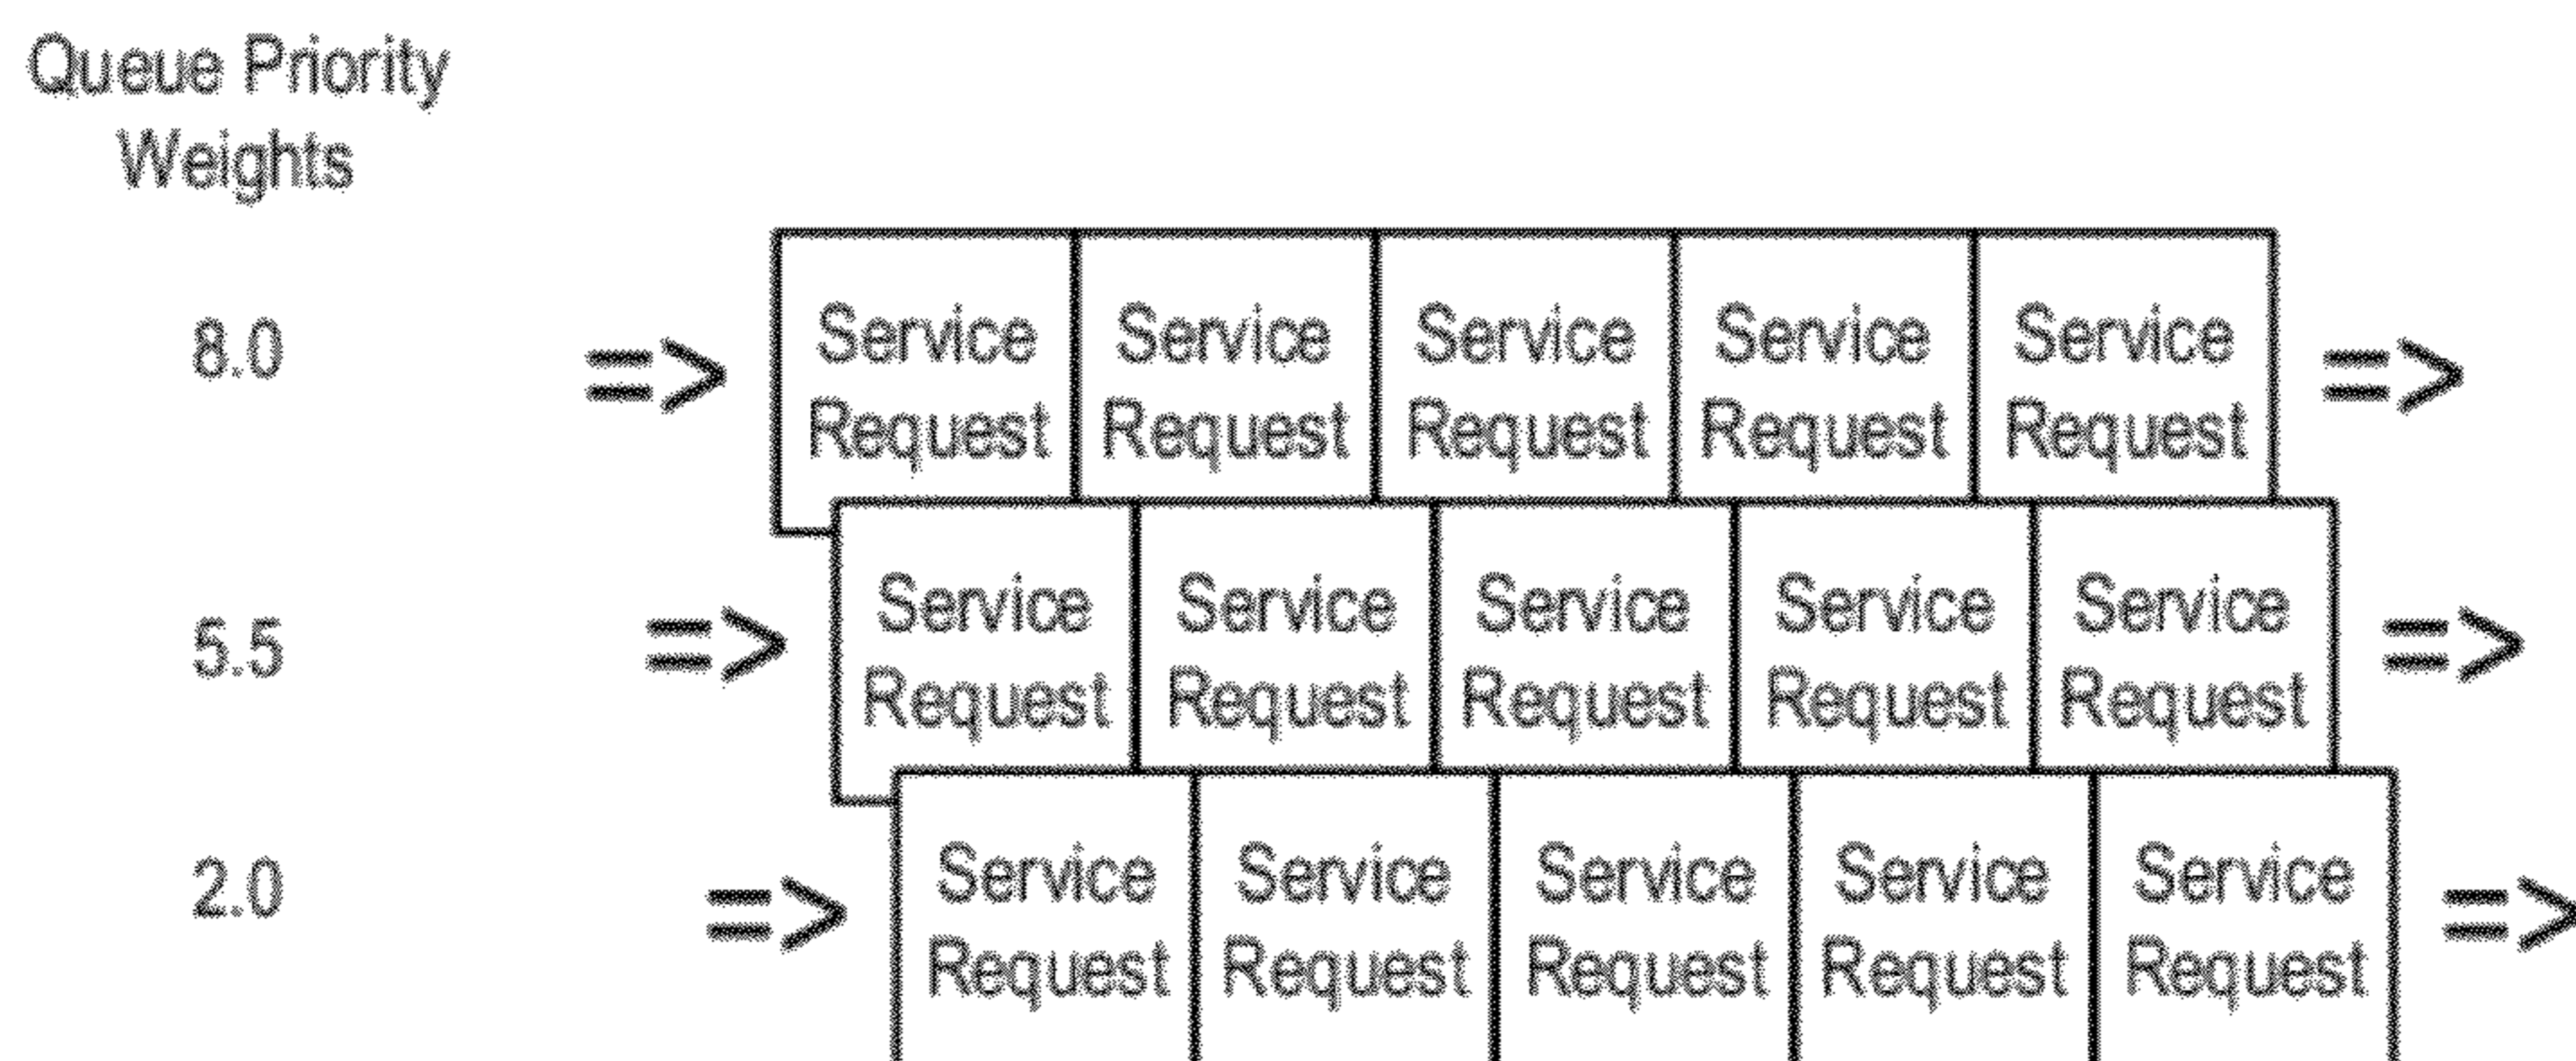 Queue Priority
Weights
8.0 => Service Service Service Service Service =>
Request Request Request Request Request
5.5 => Service Service Service Service Service =>
Request Request Request Request Request
2.0 => Service Service Service Service Service =>
Request Request Request Request Request